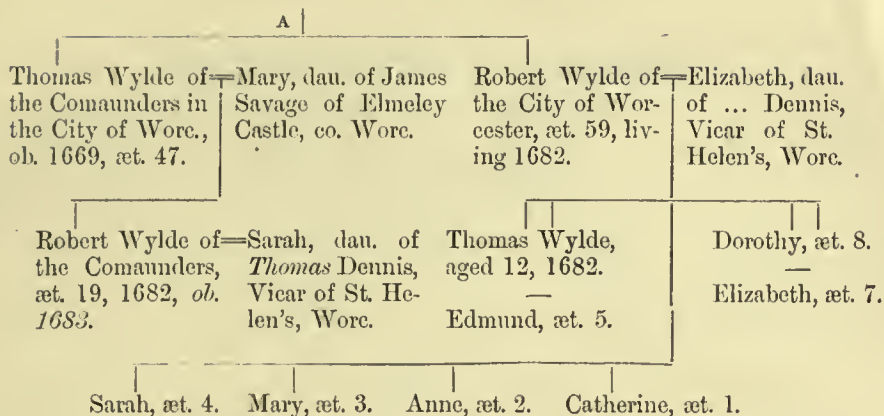 A
Thomas Wylde of
the Comaunders in
the City of Worc.,
ob. 1669, æt. 47.
Mary, dau. of James
Savage of Elmeley
Castle, co. Worc.
Robert Wylde of
the City of Wor-
cester, æt. 59, liv-
ing 1682.
Elizabeth, dau.
of ... Dennis,
Vicar of St.
Helen's, Worc.
Robert Wylde of
the Comaunders,
æt. 19, 1682, ob.
1683.
Sarah, dau. of
Thomas Dennis,
Vicar of St. He-
len's, Worc.
Thomas Wylde,
aged 12, 1682.
—
Edmund, æt. 5.
Dorothy, æt. 8.
—
Elizabeth, æt. 7.
Sarah, æt. 4. Mary, æt. 3. Anne, æt. 2. Catherine, æt. 1.